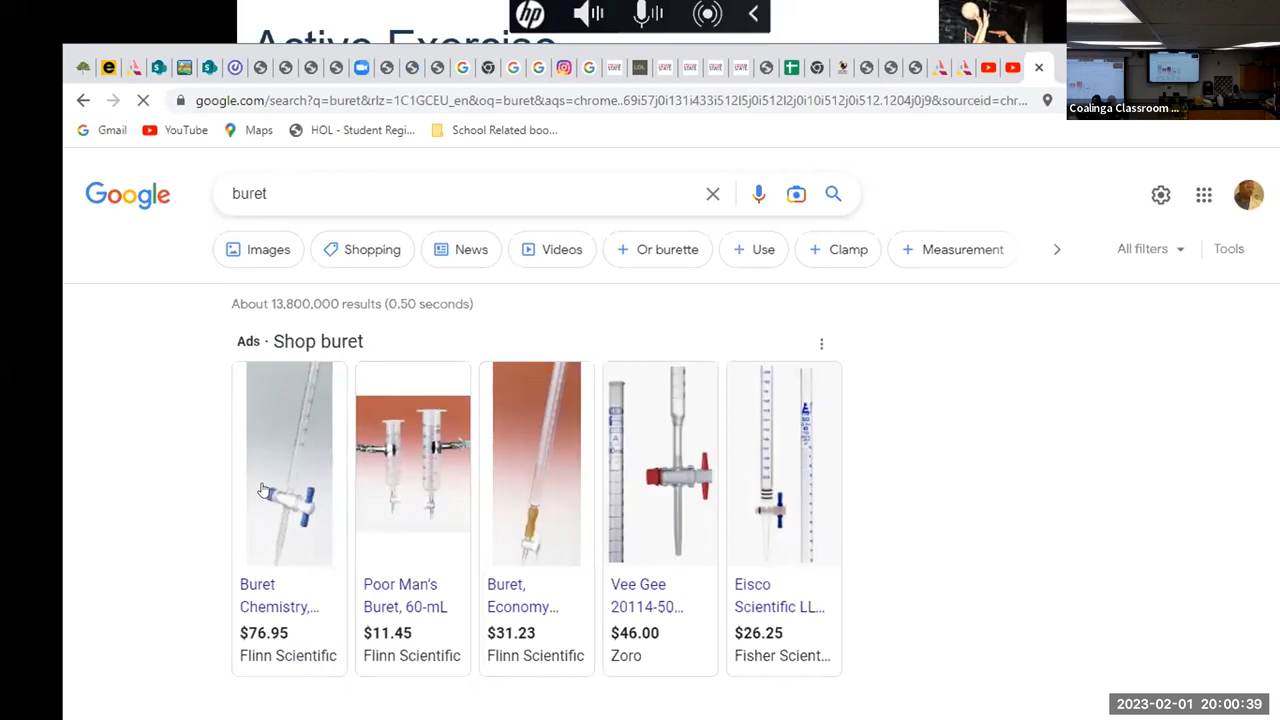 Active Exercise
hp
Coalinga Classroom ...
google.com/search?q=buret&rlz=1C1GCEU_en&oq=buret&aqs=chrome..69i57j0i131i433i512l5j0i512l2j0i10i512j0i512.1204j0j9&sourceid=chr...
Gmail YouTube Maps HOL - Student Regi... School Related boo...
Google buret
Images Shopping News Videos + Or burette + Use + Clamp + Measurement All filters Tools
About 13,800,000 results (0.50 seconds)
Ads · Shop buret
Buret Chemistry,...
$76.95
Flinn Scientific
Poor Man's Buret, 60-mL
$11.45
Flinn Scientific
Buret, Economy...
$31.23
Flinn Scientific
Vee Gee 20114-50...
$46.00
Zoro
Eisco Scientific LL...
$26.25
Fisher Scient...
2023-02-01 20:00:39